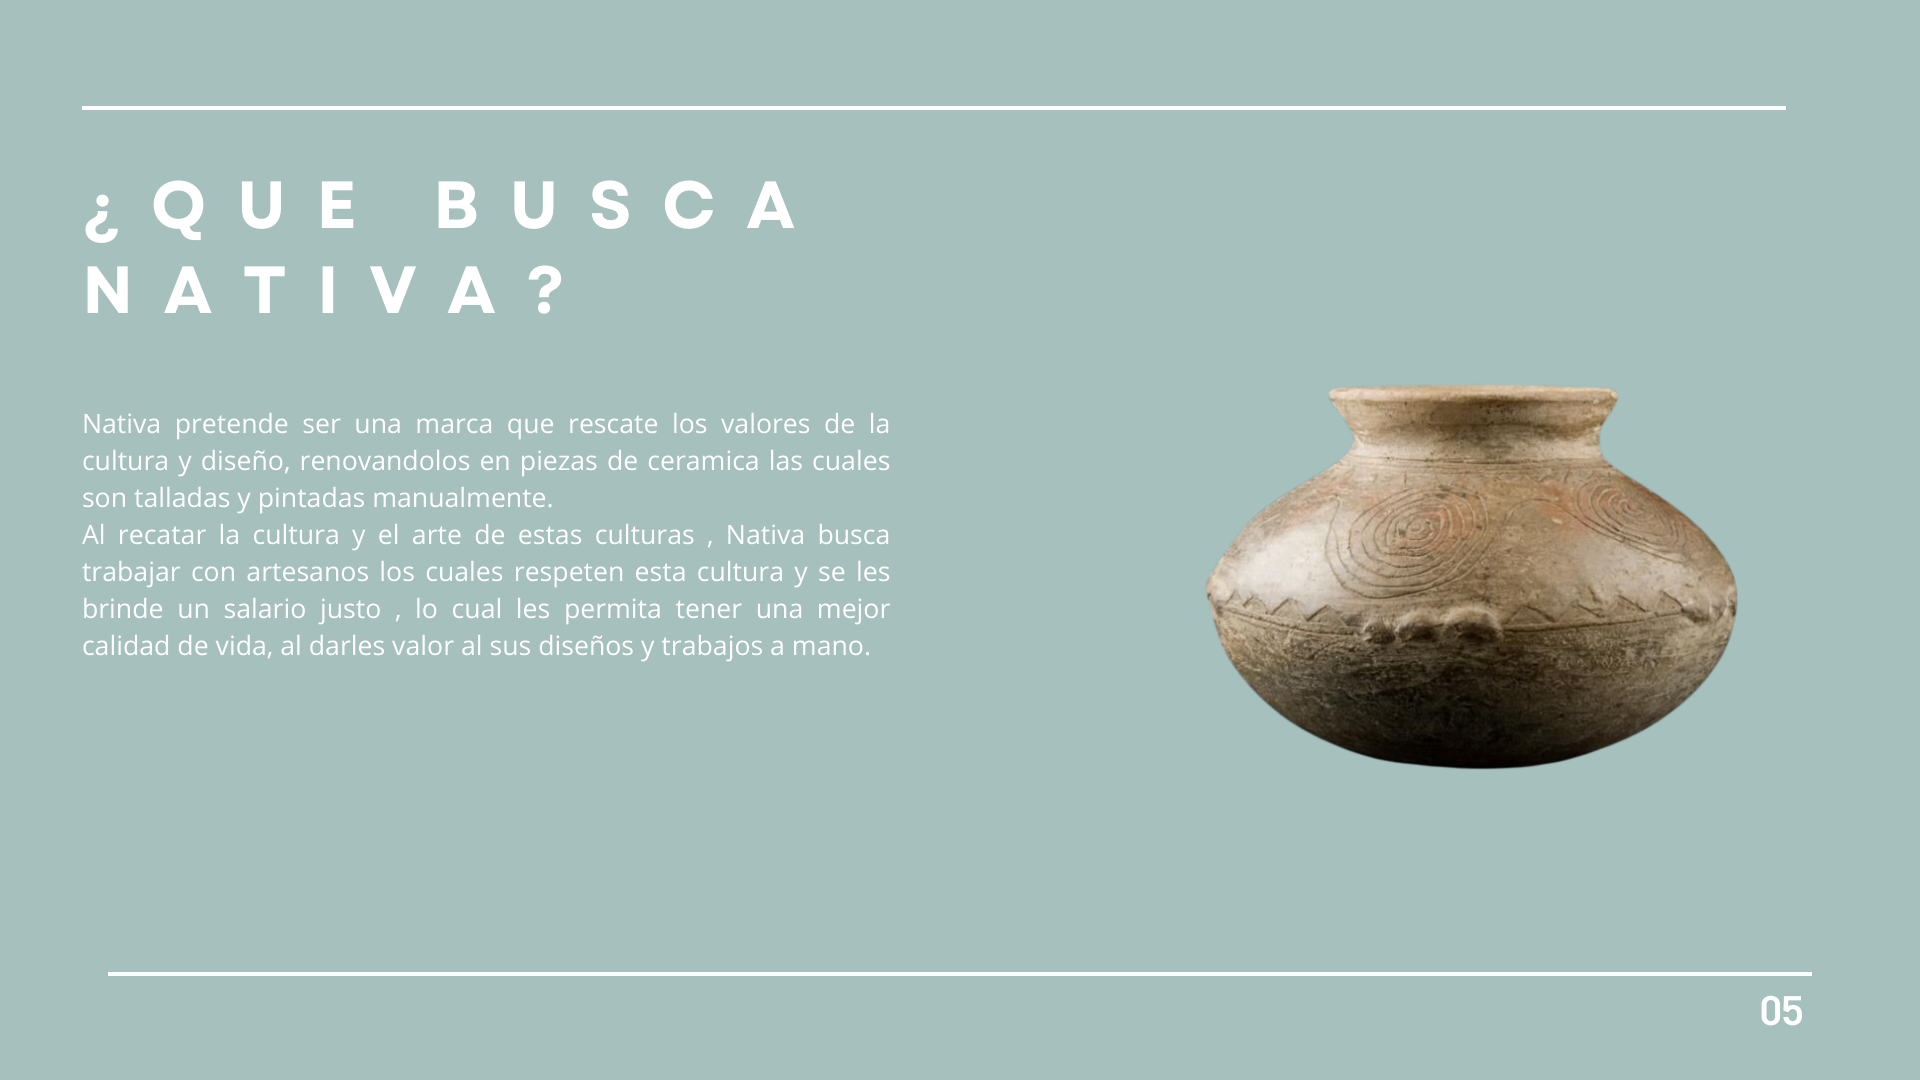 ¿QUE BUSCA
NATIVA?
Nativa pretende ser una marca que rescate los valores de la
cultura y diseño, renovandolos en piezas de ceramica las cuales
son talladas y pintadas manualmente.
Al recatar la cultura y el arte de estas culturas , Nativa busca
trabajar con artesanos los cuales respeten esta cultura y se les
brinde un salario justo , lo cual les permita tener una mejor
calidad de vida, al darles valor al sus diseños y trabajos a mano.
05